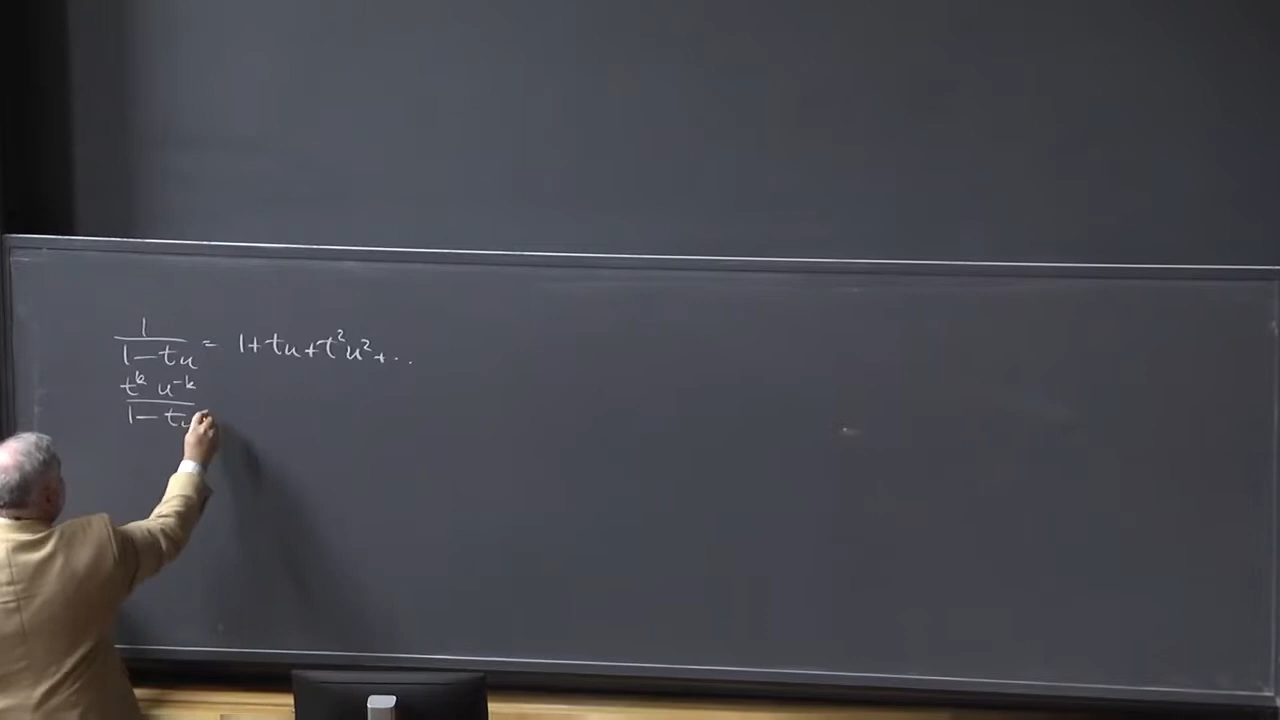 1/(1-tu) = 1+tu+t²u²+...
t^k u^-k/(1-tu